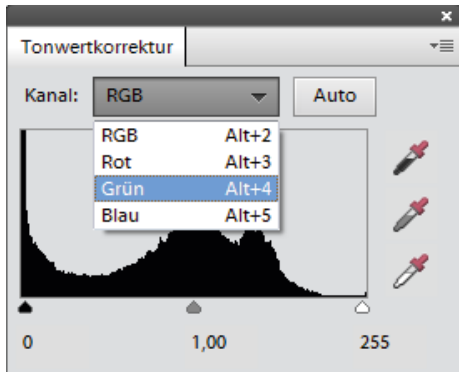 Tonwertkorrektur
Kanal: RGB Auto
RGB Alt+2
Rot Alt+3
Grün Alt+4
Blau Alt+5
0 1,00 255